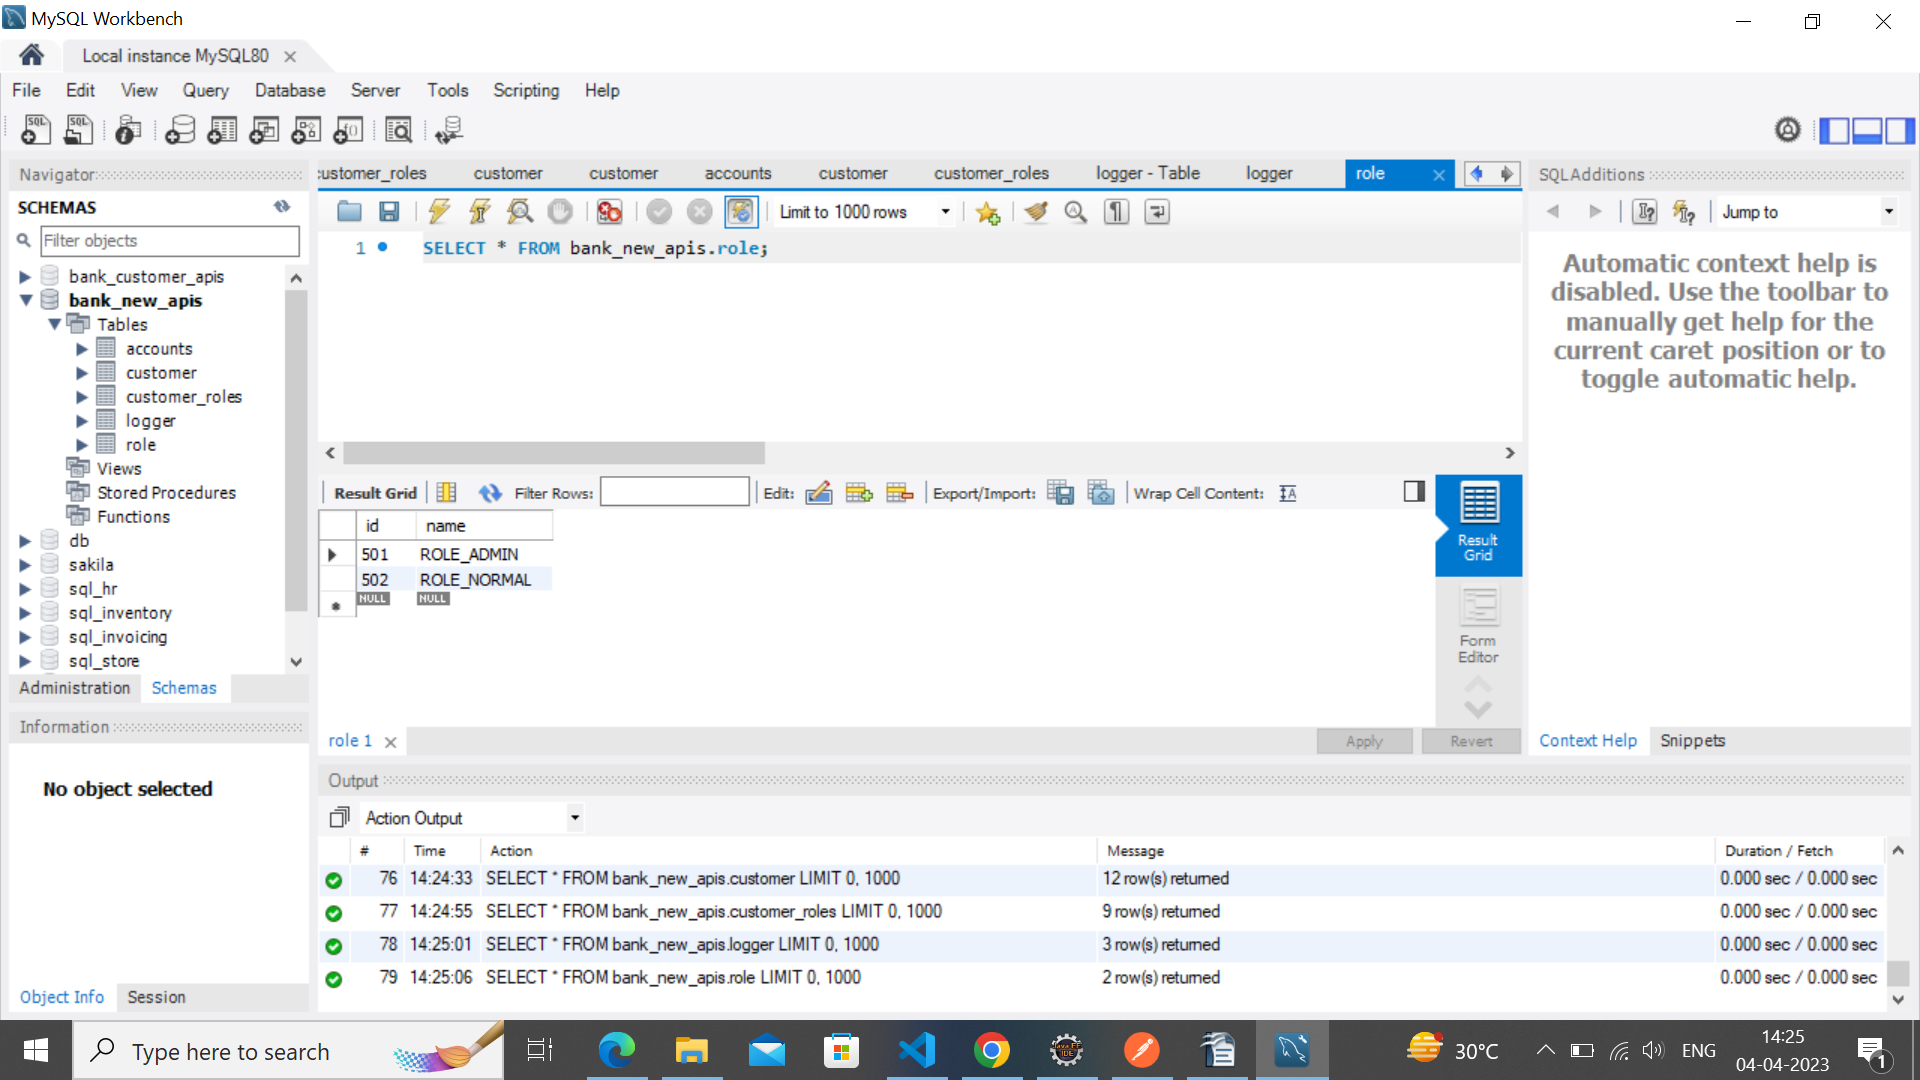 MySQL Workbench
Local instance MySQL80
File Edit View Query Database Server Tools Scripting Help
Navigator
SCHEMAS
Filter objects
bank_customer_apis
bank_new_apis
Tables
accounts
customer
customer_roles
logger
role
Views
Stored Procedures
Functions
db
sakila
sql_hr
sql_inventory
sql_invoicing
sql_store
Administration Schemas
Information
No object selected
Object Info Session
customer_roles customer customer accounts customer customer_roles logger - Table logger role
Limit to 1000 rows
1 SELECT * FROM bank_new_apis.role;
Result Grid Filter Rows: Edit: Export/Import: Wrap Cell Content:
id name
501 ROLE_ADMIN
502 ROLE_NORMAL
NULL NULL
Result
Grid
Form
Editor
role 1
Apply Revert
SQLAdditions
Jump to
Automatic context help is
disabled. Use the toolbar to
manually get help for the
current caret position or to
toggle automatic help.
Context Help Snippets
Output
Action Output
# Time Action Message Duration / Fetch
76 14:24:33 SELECT * FROM bank_new_apis.customer LIMIT 0, 1000 12 row(s) returned 0.000 sec / 0.000 sec
77 14:24:55 SELECT * FROM bank_new_apis.customer_roles LIMIT 0, 1000 9 row(s) returned 0.000 sec / 0.000 sec
78 14:25:01 SELECT * FROM bank_new_apis.logger LIMIT 0, 1000 3 row(s) returned 0.000 sec / 0.000 sec
79 14:25:06 SELECT * FROM bank_new_apis.role LIMIT 0, 1000 2 row(s) returned 0.000 sec / 0.000 sec
Type here to search
30°C
ENG
14:25
04-04-2023
1